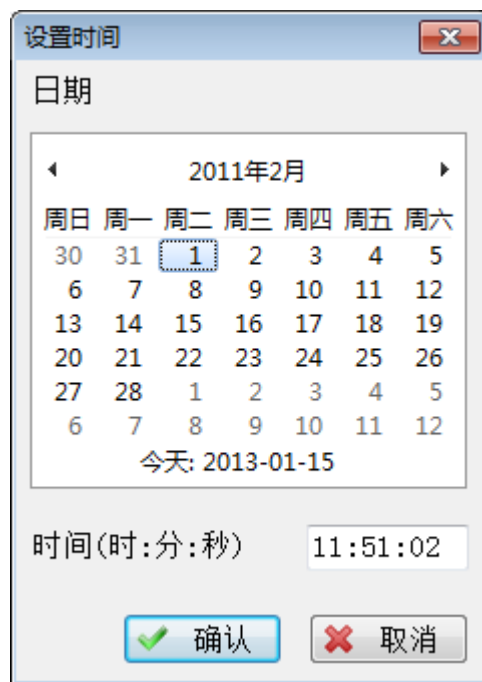 设置时间
日期
2011年2月
周日 周一 周二 周三 周四 周五 周六
30 31 1 2 3 4 5
6 7 8 9 10 11 12
13 14 15 16 17 18 19
20 21 22 23 24 25 26
27 28 1 2 3 4 5
6 7 8 9 10 11 12
今天: 2013-01-15
时间(时:分:秒) 11:51:02
确认 取消